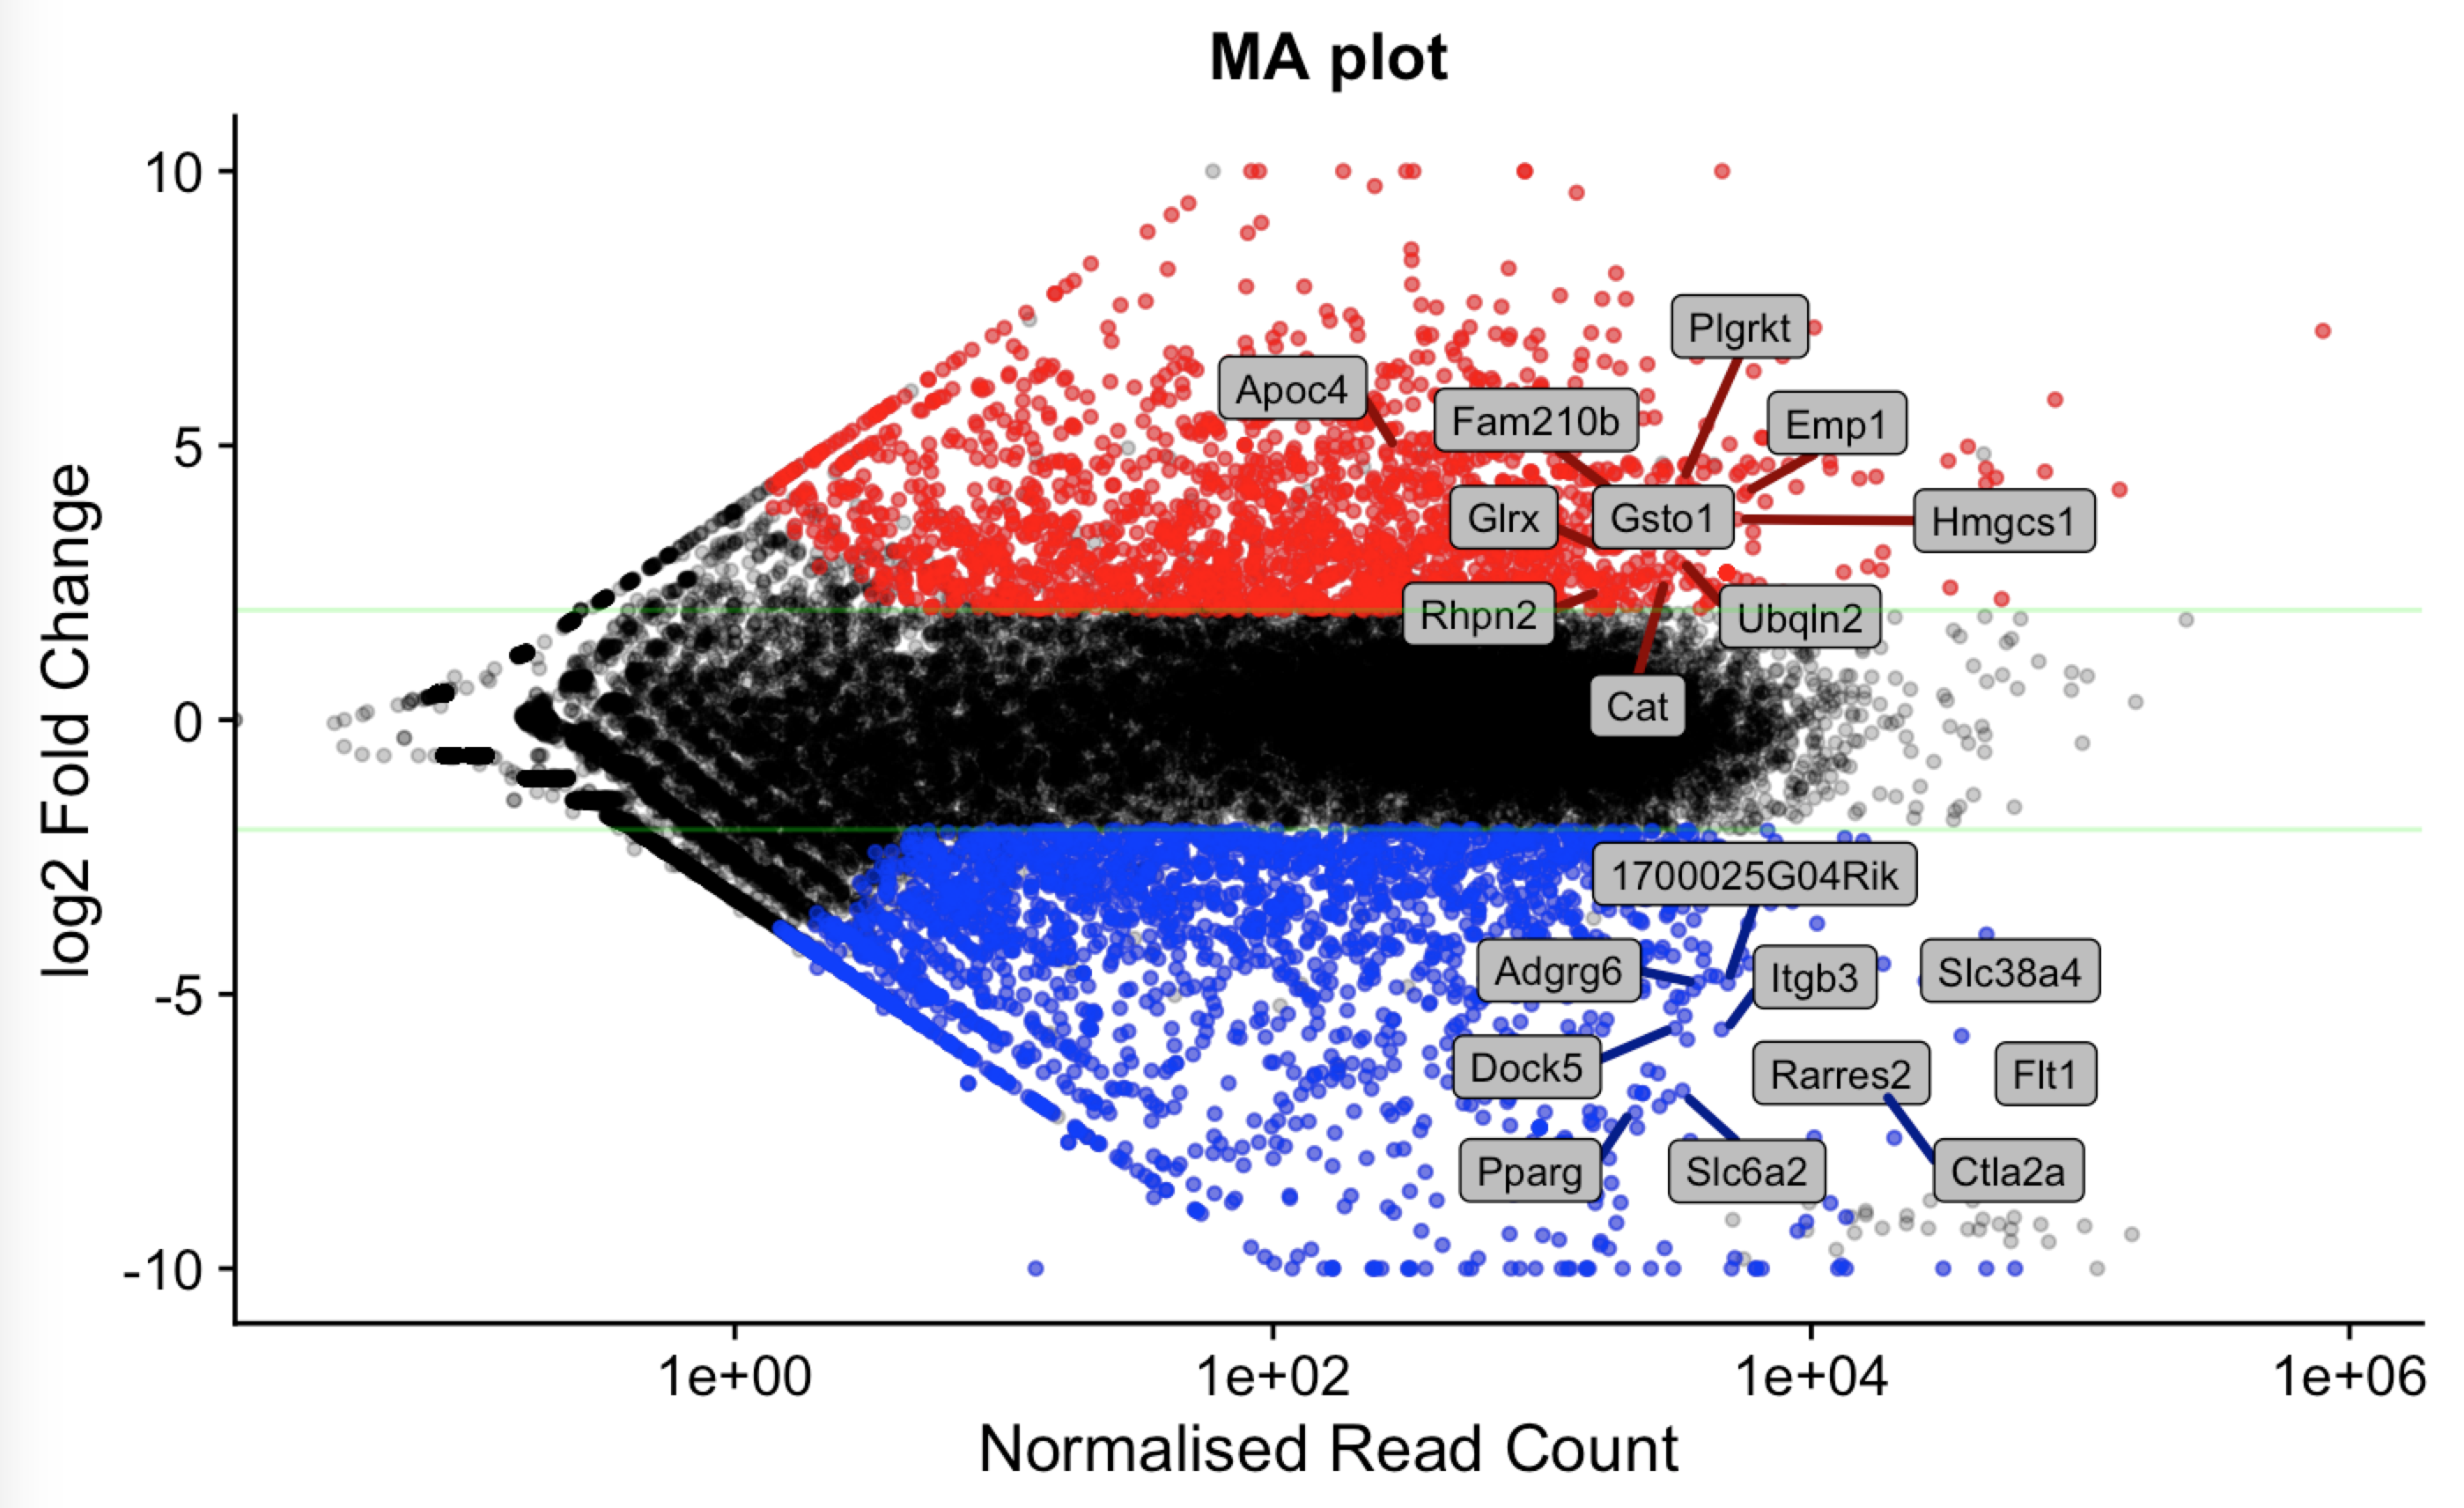 MA plot
10
5
0
-5
-10
log2 Fold Change
Plgrkt
Apoc4
Fam210b
Emp1
Glrx
Gsto1
Hmgcs1
Rhpn2
Ubqln2
Cat
1700025G04Rik
Adgrg6
Itgb3
Slc38a4
Dock5
Rarres2
Flt1
Pparg
Slc6a2
Ctla2a
1e+00
1e+02
1e+04
1e+06
Normalised Read Count